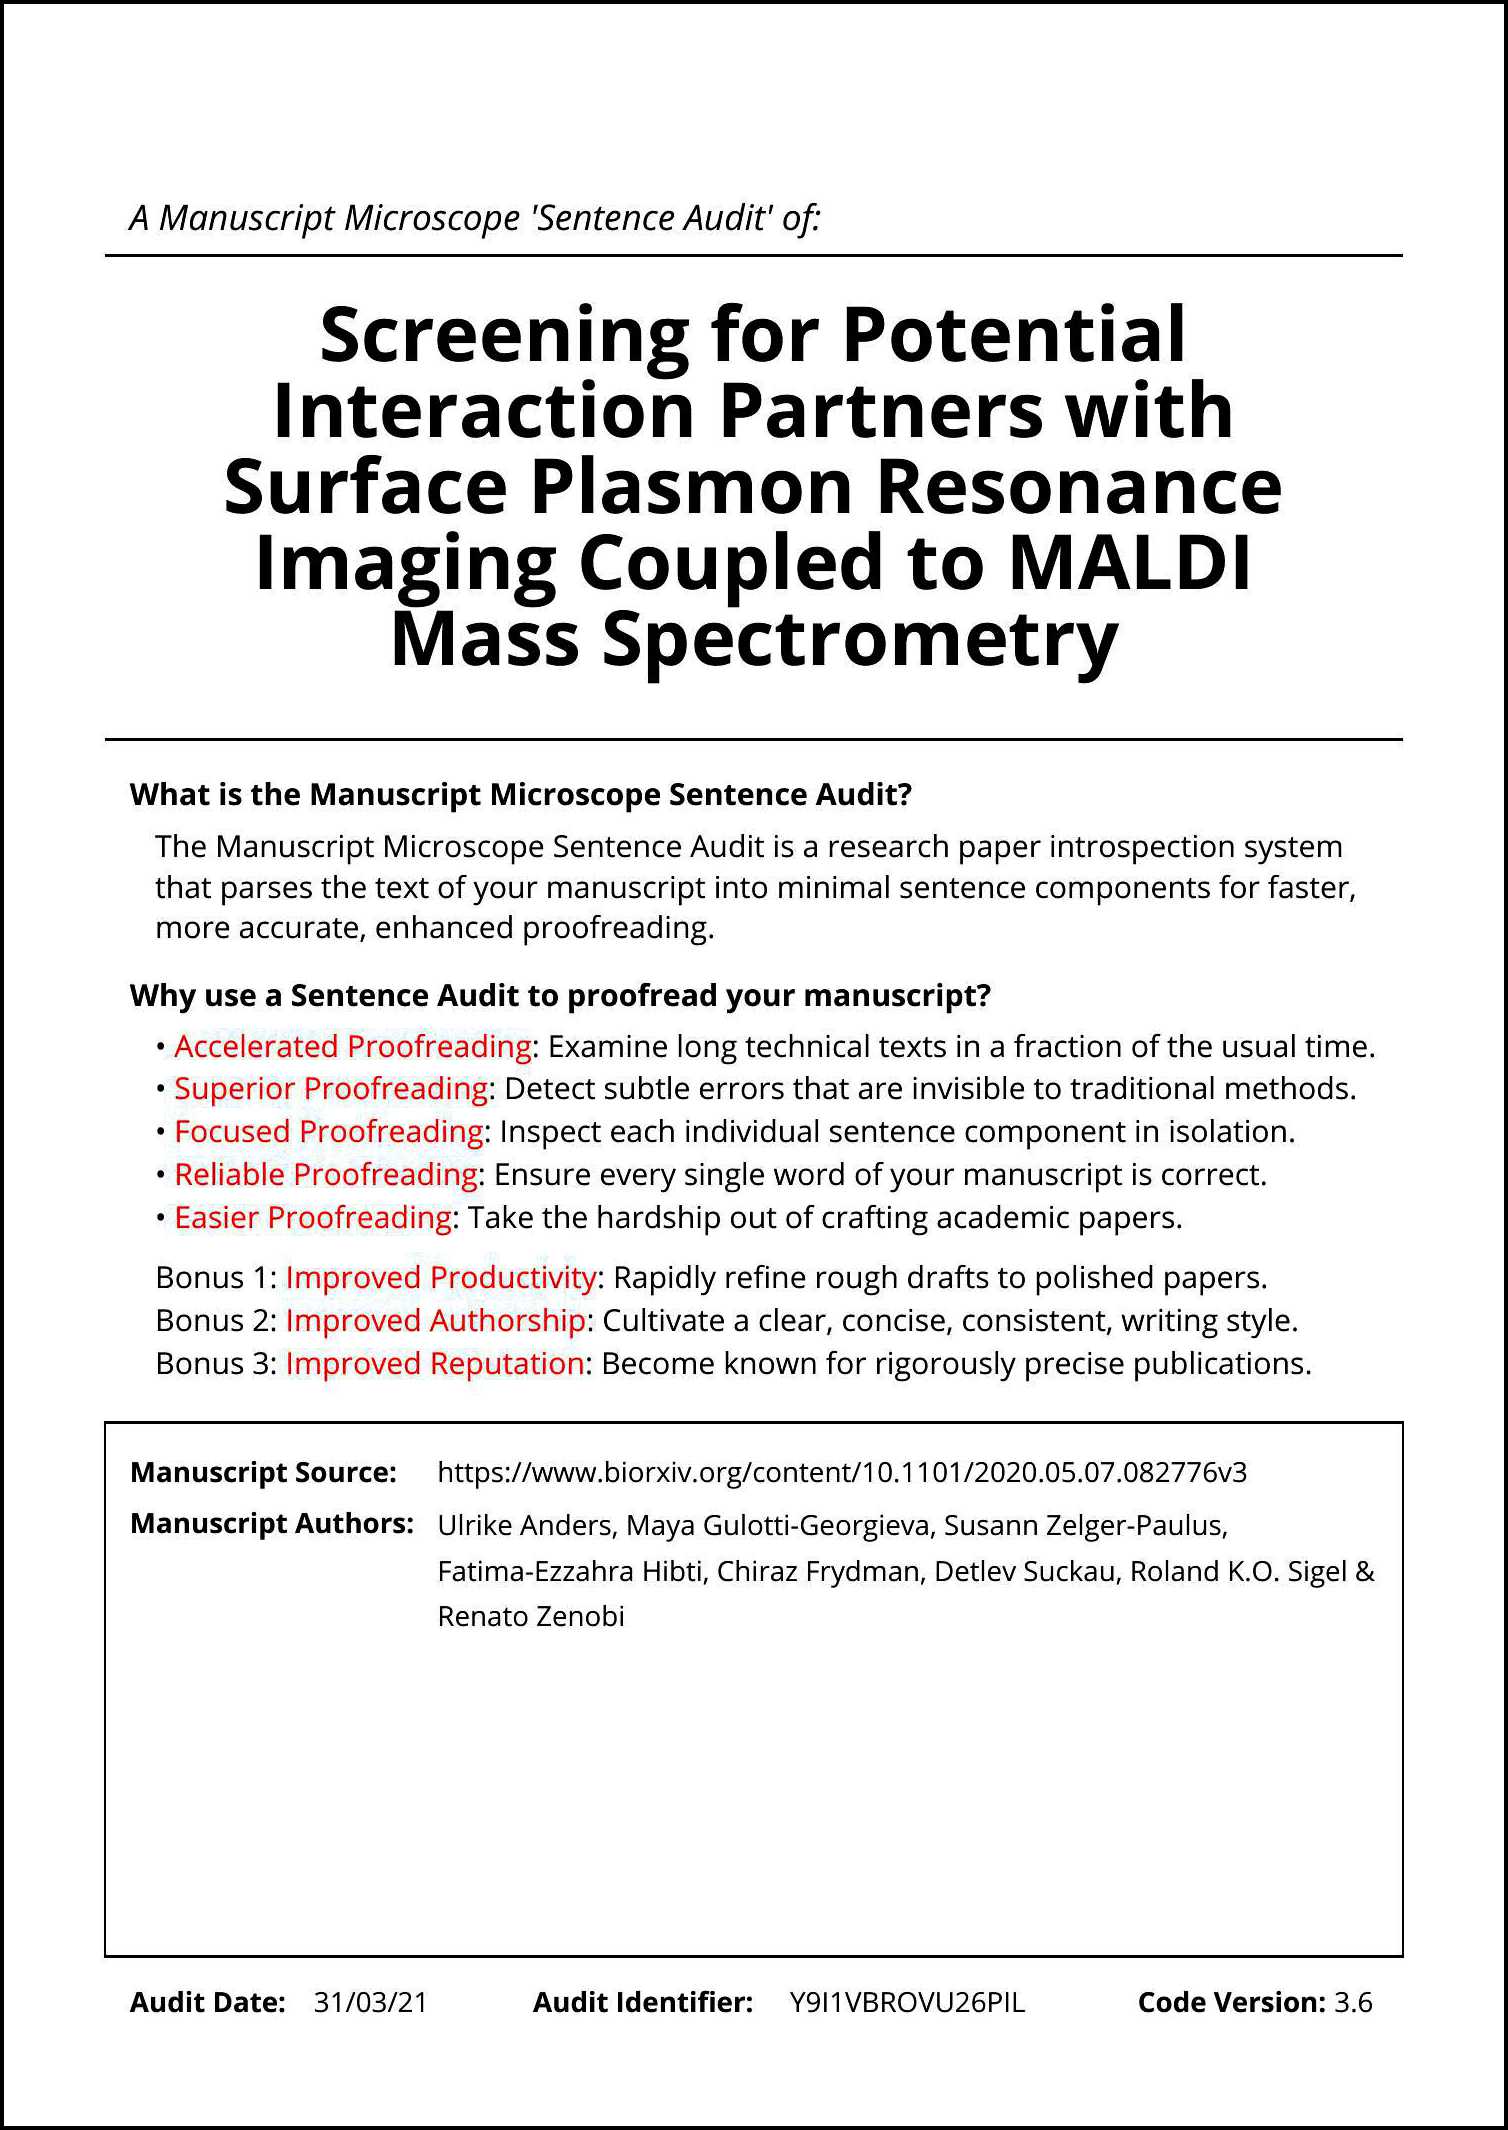 A Manuscript Microscope 'Sentence Audit' of:
Screening for Potential
Interaction Partners with
Surface Plasmon Resonance
Imaging Coupled to MALDI
Mass Spectrometry
What is the Manuscript Microscope Sentence Audit?
The Manuscript Microscope Sentence Audit is a research paper introspection system
that parses the text of your manuscript into minimal sentence components for faster,
more accurate, enhanced proofreading.
Why use a Sentence Audit to proofread your manuscript?
• Accelerated Proofreading: Examine long technical texts in a fraction of the usual time.
• Superior Proofreading: Detect subtle errors that are invisible to traditional methods.
• Focused Proofreading: Inspect each individual sentence component in isolation.
• Reliable Proofreading: Ensure every single word of your manuscript is correct.
• Easier Proofreading: Take the hardship out of crafting academic papers.
Bonus 1: Improved Productivity: Rapidly refine rough drafts to polished papers.
Bonus 2: Improved Authorship: Cultivate a clear, concise, consistent, writing style.
Bonus 3: Improved Reputation: Become known for rigorously precise publications.
Manuscript Source: https://www.biorxiv.org/content/10.1101/2020.05.07.082776v3
Manuscript Authors: Ulrike Anders, Maya Gulotti-Georgieva, Susann Zelger-Paulus,
Fatima-Ezzahra Hibti, Chiraz Frydman, Detlev Suckau, Roland K.O. Sigel &
Renato Zenobi
Audit Date: 31/03/21 Audit Identifier: Y9I1VBROVU26PIL Code Version: 3.6